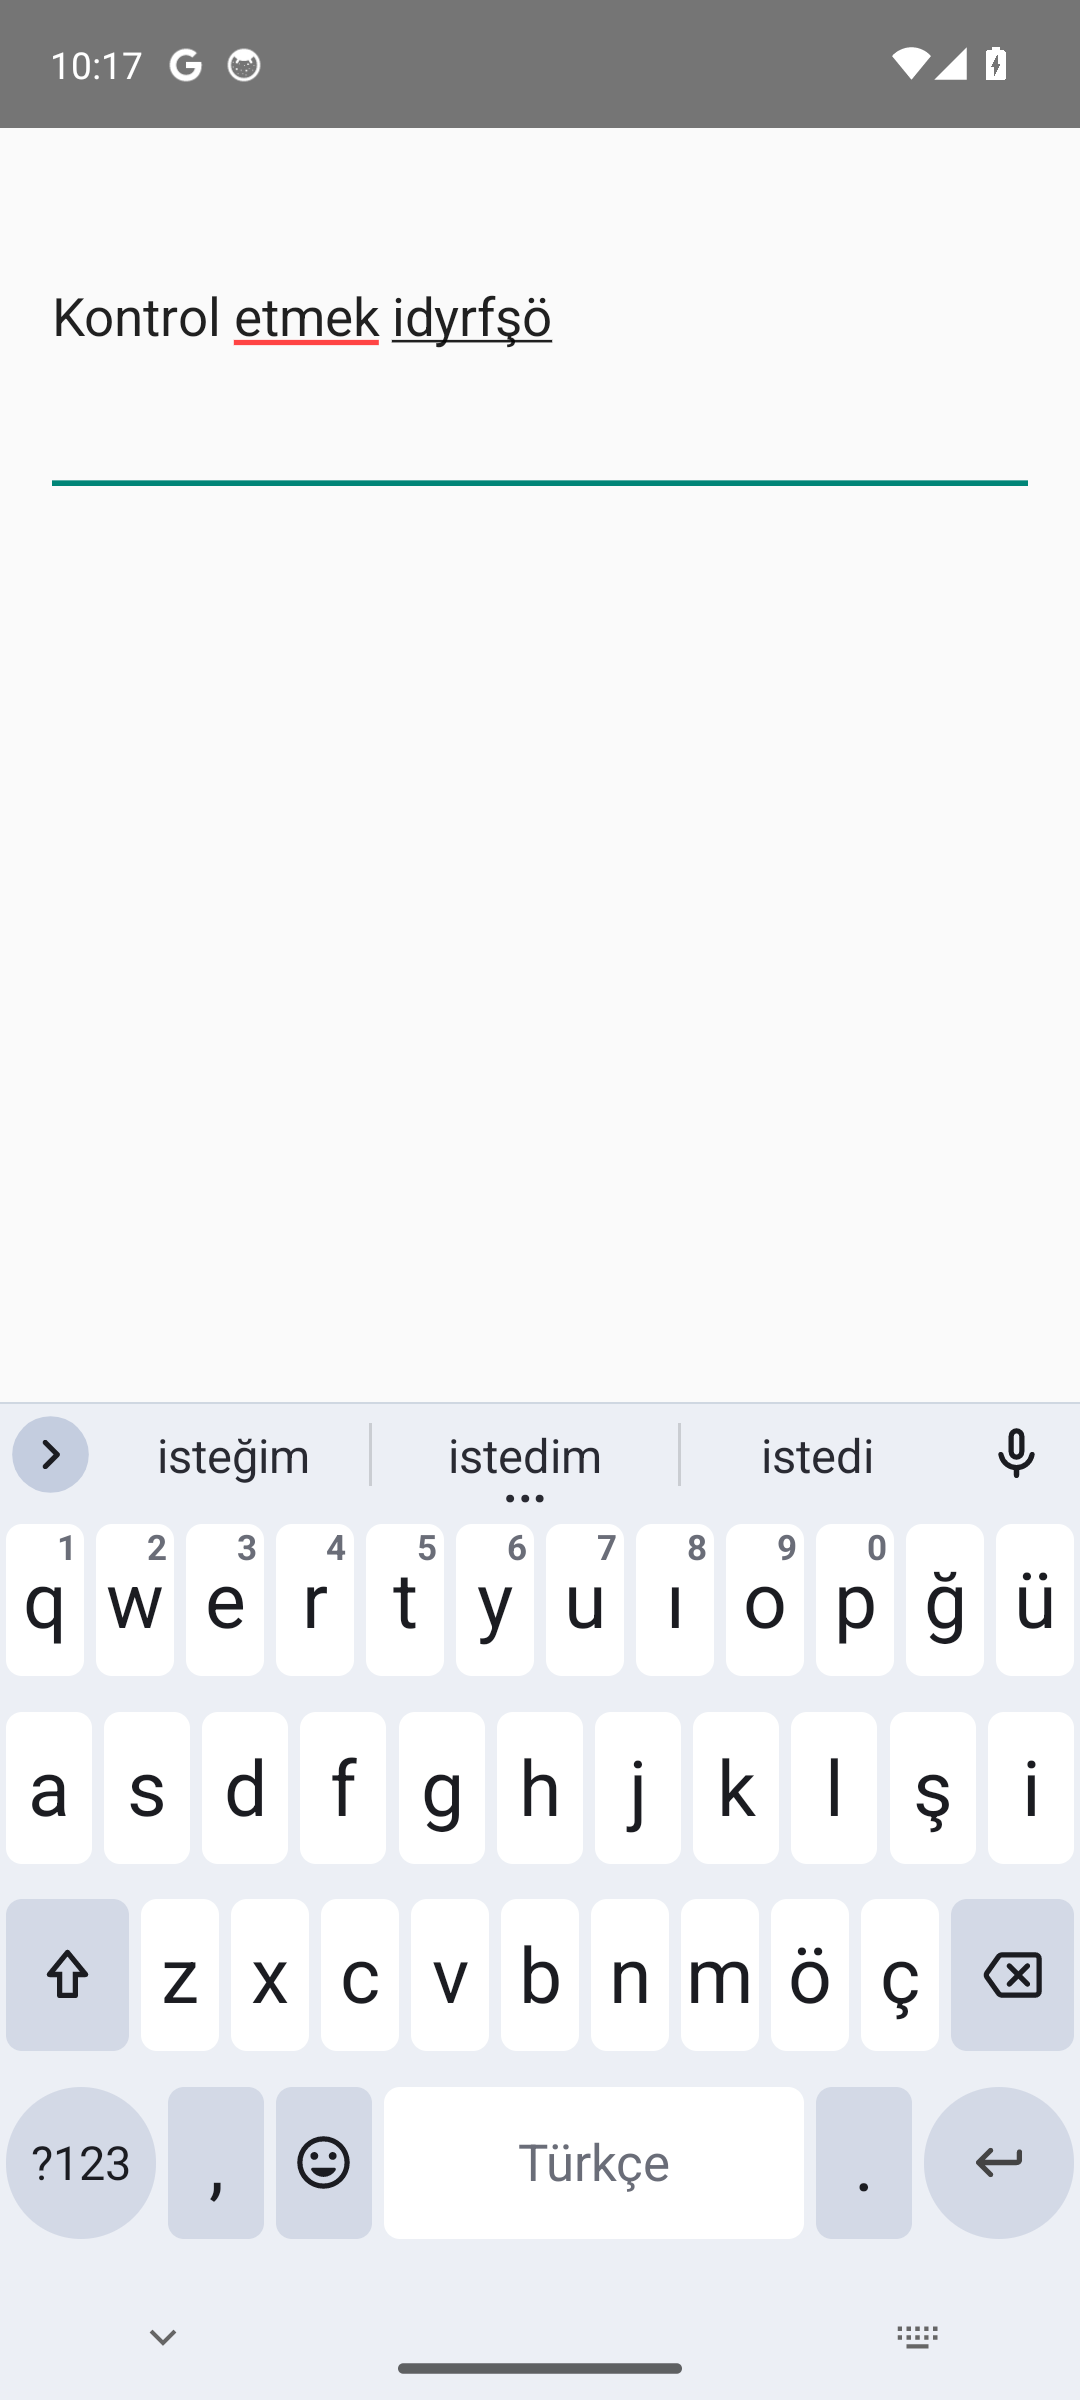 10:17
Kontrol etmek idyrfşö
isteğim istedim istedi
1 2 3 4 5 6 7 8 9 0
q w e r t y u ı o p ğ ü
a s d f g h j k l ş i
z x c v b n m ö ç
?123 , Türkçe .